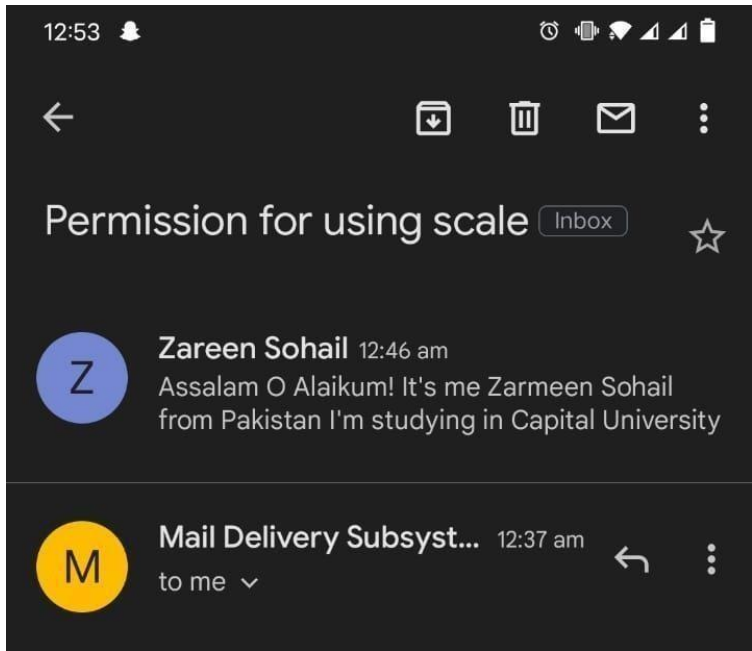 12:53
Permission for using scale Inbox
Z
Zareen Sohail 12:46 am
Assalam O Alaikum! It's me Zarmeen Sohail
from Pakistan I'm studying in Capital University
M
Mail Delivery Subsyst... 12:37 am
to me